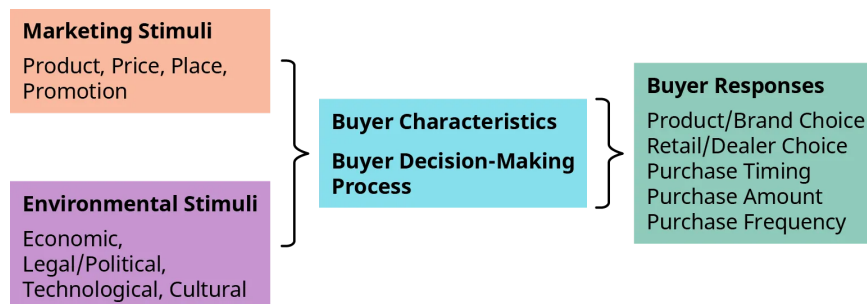 Marketing Stimuli
Product, Price, Place,
Promotion
Environmental Stimuli
Economic,
Legal/Political,
Technological, Cultural
Buyer Characteristics
Buyer Decision-Making
Process
Buyer Responses
Product/Brand Choice
Retail/Dealer Choice
Purchase Timing
Purchase Amount
Purchase Frequency